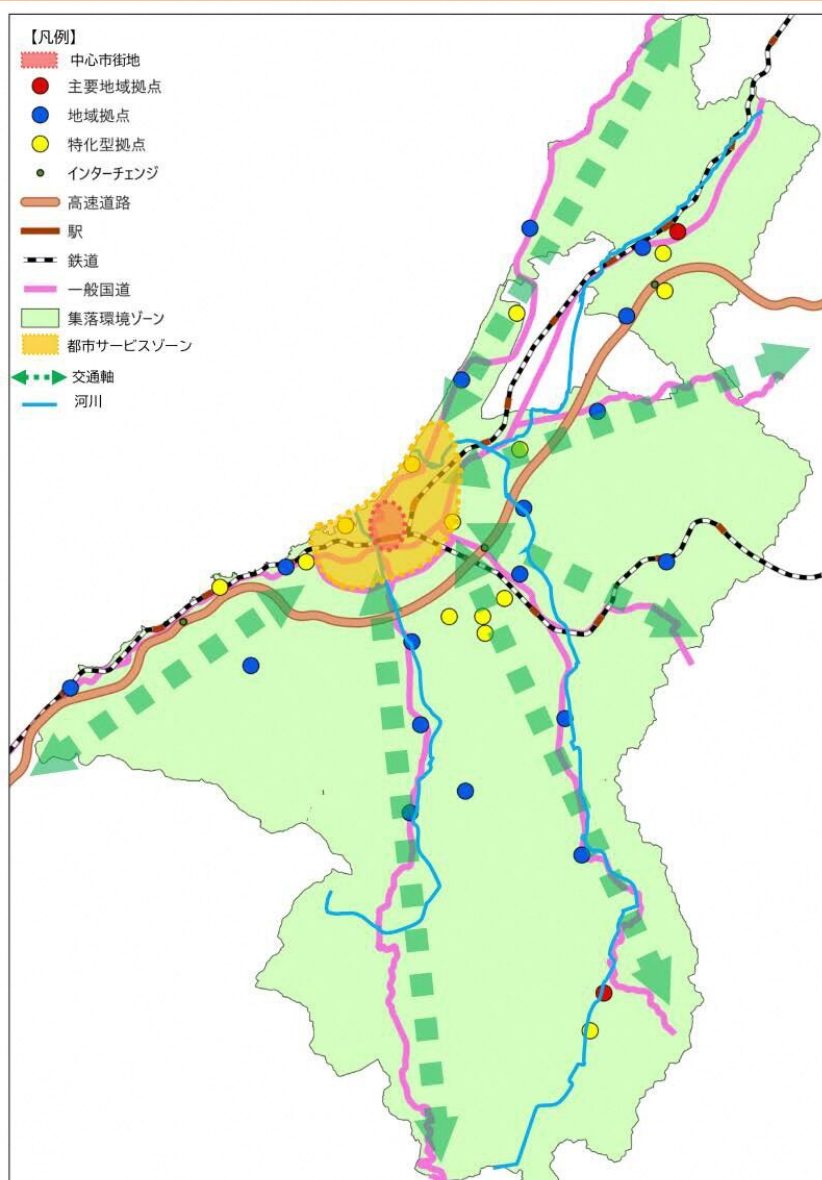 【凡例】
中心市街地
主要地域拠点
地域拠点
特化型拠点
インターチェンジ
高速道路
駅
鉄道
一般国道
集落環境ゾーン
都市サービスゾーン
交通軸
河川